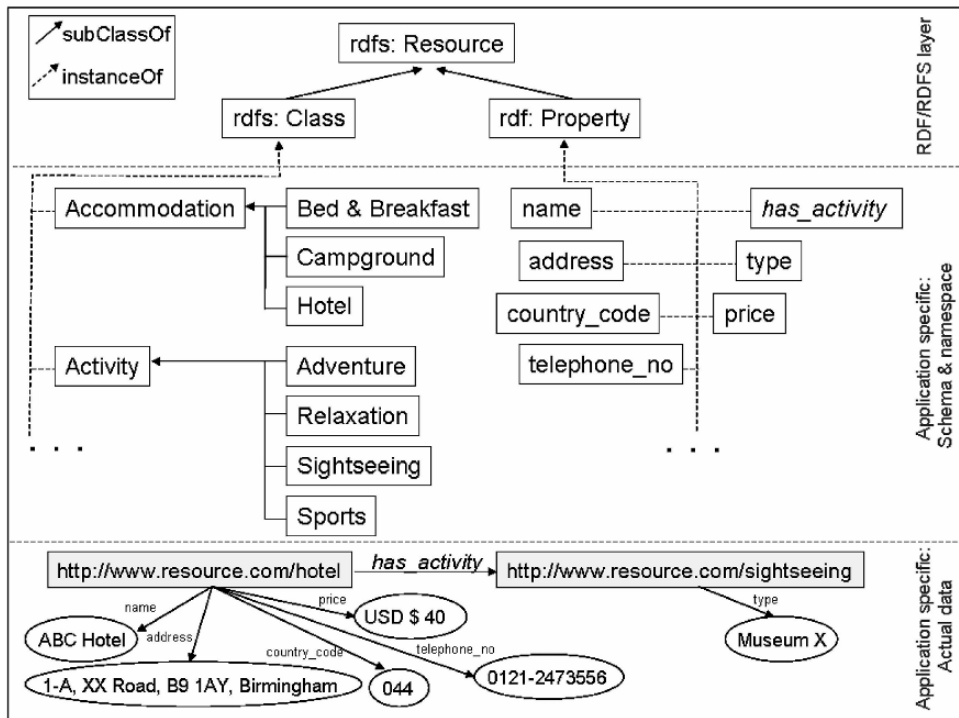 subClassOf
instanceOf
rdfs: Resource
rdfs: Class
rdf: Property
RDF/RDFS layer
Accommodation
Bed & Breakfast
Campground
Hotel
Activity
Adventure
Relaxation
Sightseeing
Sports
. . .
name
has_activity
address
type
country_code
price
telephone_no
. . .
Application specific:
Schema & namespace
http://www.resource.com/hotel
has_activity
http://www.resource.com/sightseeing
name
address
price
country_code
telephone_no
type
ABC Hotel
USD $ 40
Museum X
1-A, XX Road, B9 1AY, Birmingham
044
0121-2473556
Application specific:
Actual data